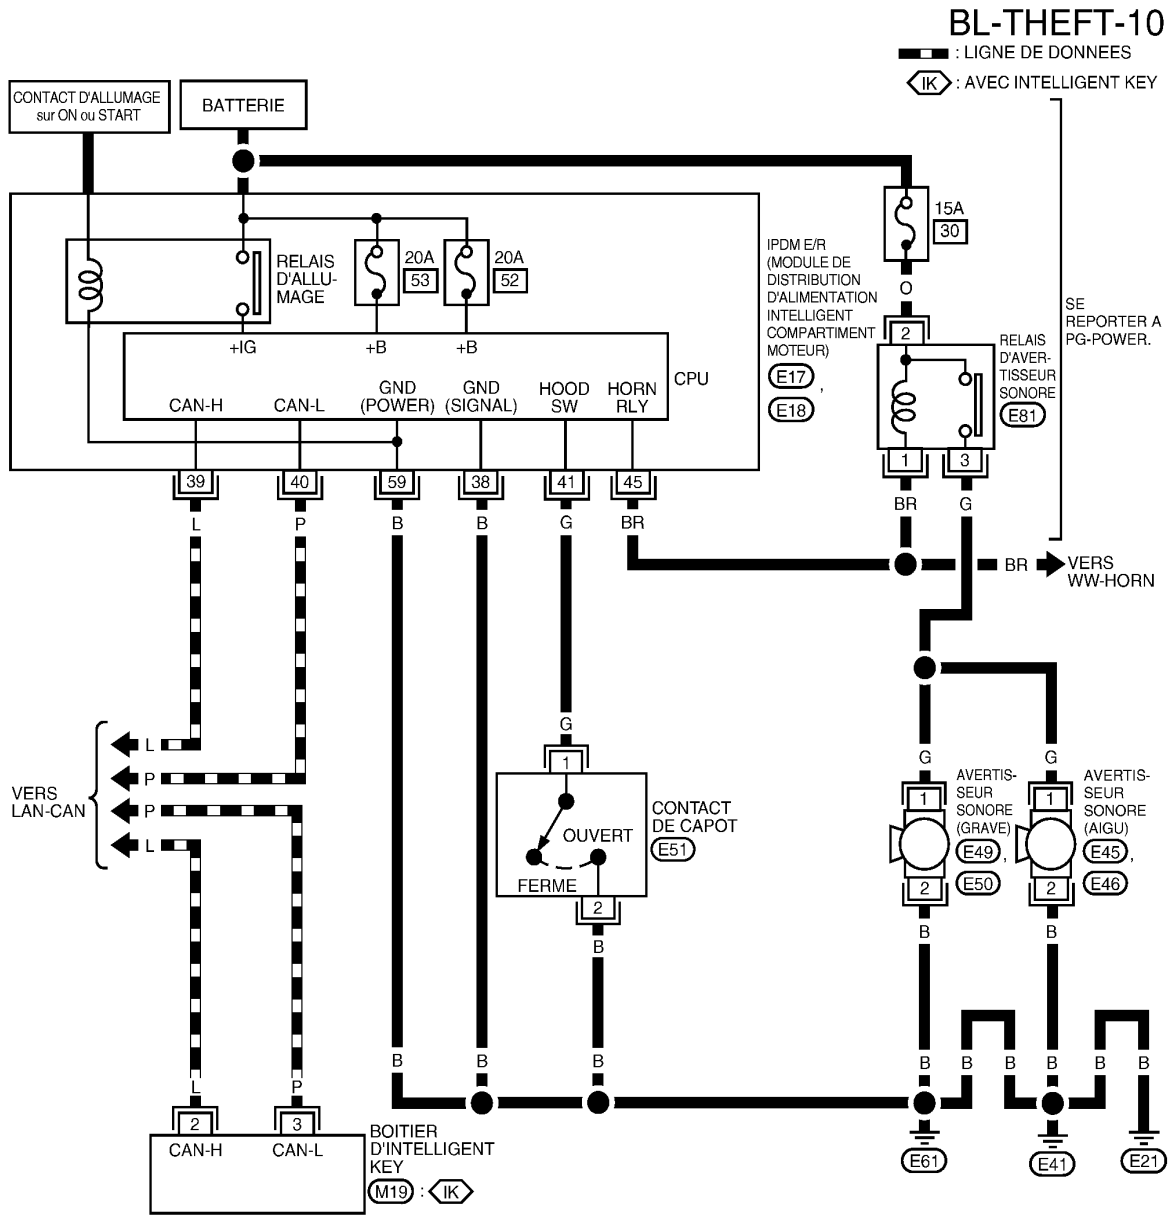 BL-THEFT-10
: LIGNE DE DONNEES
IK : AVEC INTELLIGENT KEY
CONTACT D'ALLUMAGE
sur ON ou START
BATTERIE
15A
30
RELAIS
D'ALLU-
MAGE
20A
53
20A
52
IPDM E/R
(MODULE DE
DISTRIBUTION
D'ALIMENTATION
INTELLIGENT
COMPARTIMENT
MOTEUR)
E17 ,
E18
O
SE
REPORTER A
PG-POWER.
2
RELAIS
D'AVER-
TISSEUR
SONORE
E81
+IG
+B
+B
CPU
CAN-H
CAN-L
GND
(POWER)
GND
(SIGNAL)
HOOD
SW
HORN
RLY
1
3
39
40
59
38
41
45
BR
G
L
P
B
B
G
BR
BR
VERS
WW-HORN
G
L
P
P
L
VERS
LAN-CAN
1
CONTACT
DE CAPOT
E51
OUVERT
FERME
2
B
G
G
1
AVERTIS-
SEUR
SONORE
(GRAVE)
E49 ,
E50
1
AVERTIS-
SEUR
SONORE
(AIGU)
E45 ,
E46
2
2
B
B
L
P
B
B
B
B
B
B
B
B
B
2
3
CAN-H
CAN-L
BOITIER
D'INTELLIGENT
KEY
M19 : IK
E61
E41
E21